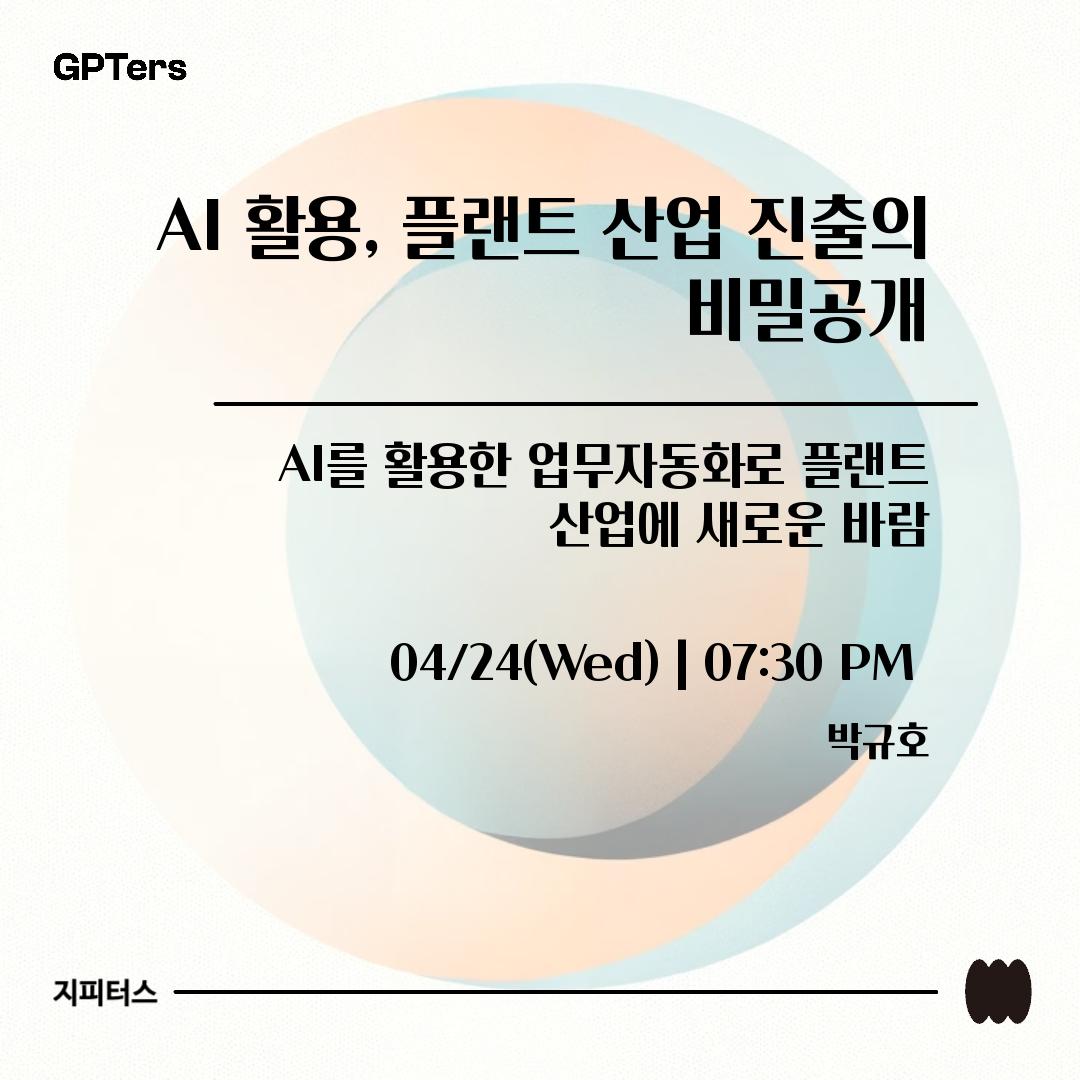 GPTers
AI 활용, 플랜트 산업 진출의
비밀공개
AI를 활용한 업무자동화로 플랜트
산업에 새로운 바람
04/24(Wed) | 07:30 PM
박규호
지피터스